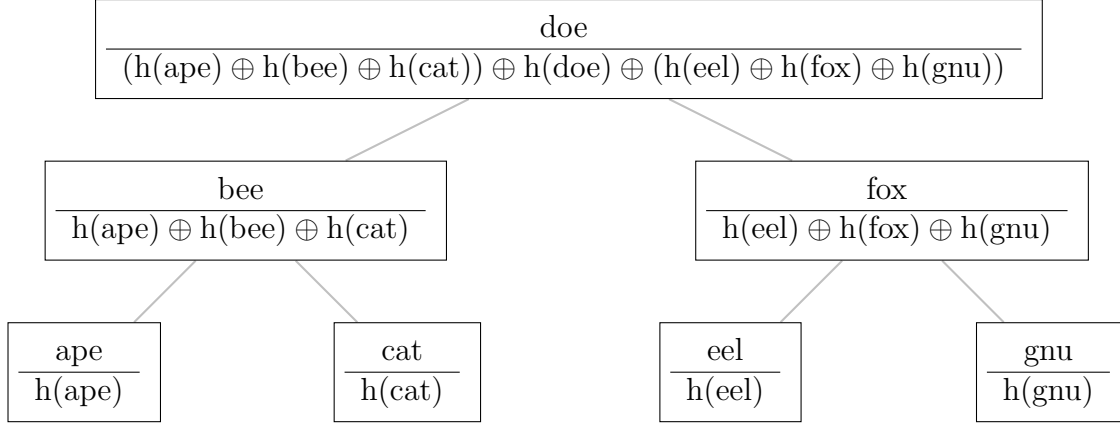 doe
(h(ape) ⊕ h(bee) ⊕ h(cat)) ⊕ h(doe) ⊕ (h(eel) ⊕ h(fox) ⊕ h(gnu))
bee
h(ape) ⊕ h(bee) ⊕ h(cat)
fox
h(eel) ⊕ h(fox) ⊕ h(gnu)
ape
h(ape)
cat
h(cat)
eel
h(eel)
gnu
h(gnu)